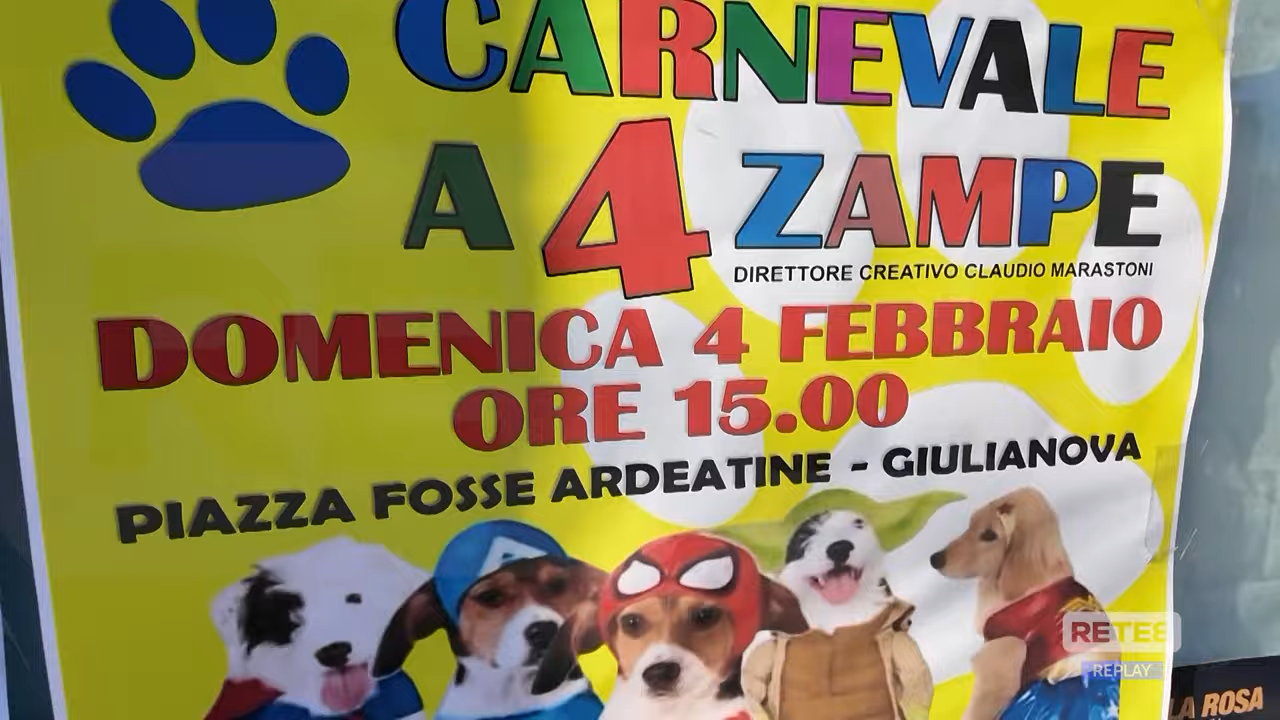 CARNEVALE
A 4 ZAMPE
DIRETTORE CREATIVO CLAUDIO MARASTONI
DOMENICA 4 FEBBRAIO
ORE 15.00
PIAZZA FOSSE ARDEATINE - GIULIANOVA
RETE8
REPLAY
LA ROSA